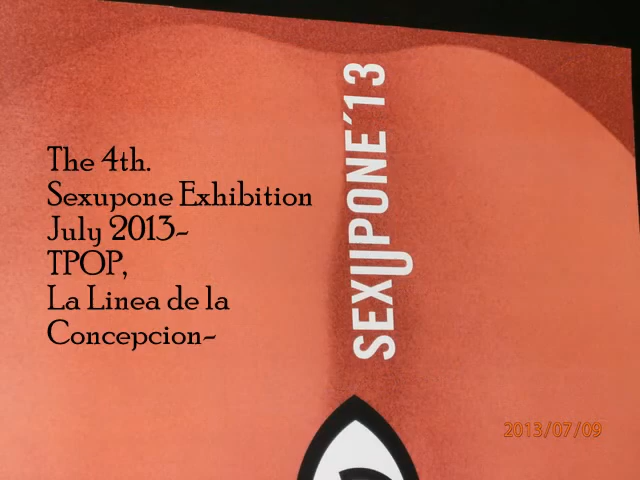 The 4th.
Sexupone Exhibition
July 2013-
TPOP,
La Linea de la
Concepcion-
SEXUPONE´13
2013/07/09